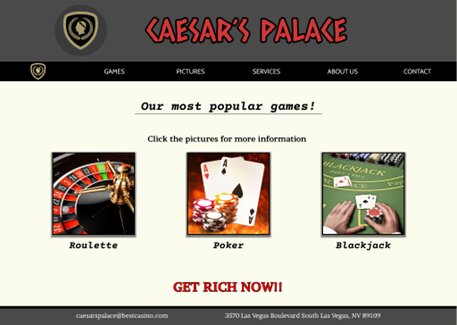 CAESAR'S PALACE
GAMES PICTURES SERVICES ABOUT US CONTACT
Our most popular games!
Click the pictures for more information
BLACKJACK
Roulette Poker Blackjack
GET RICH NOW!!
caesarspalace@bestcasino.com 3570 Las Vegas Boulevard South Las Vegas, NV 89109